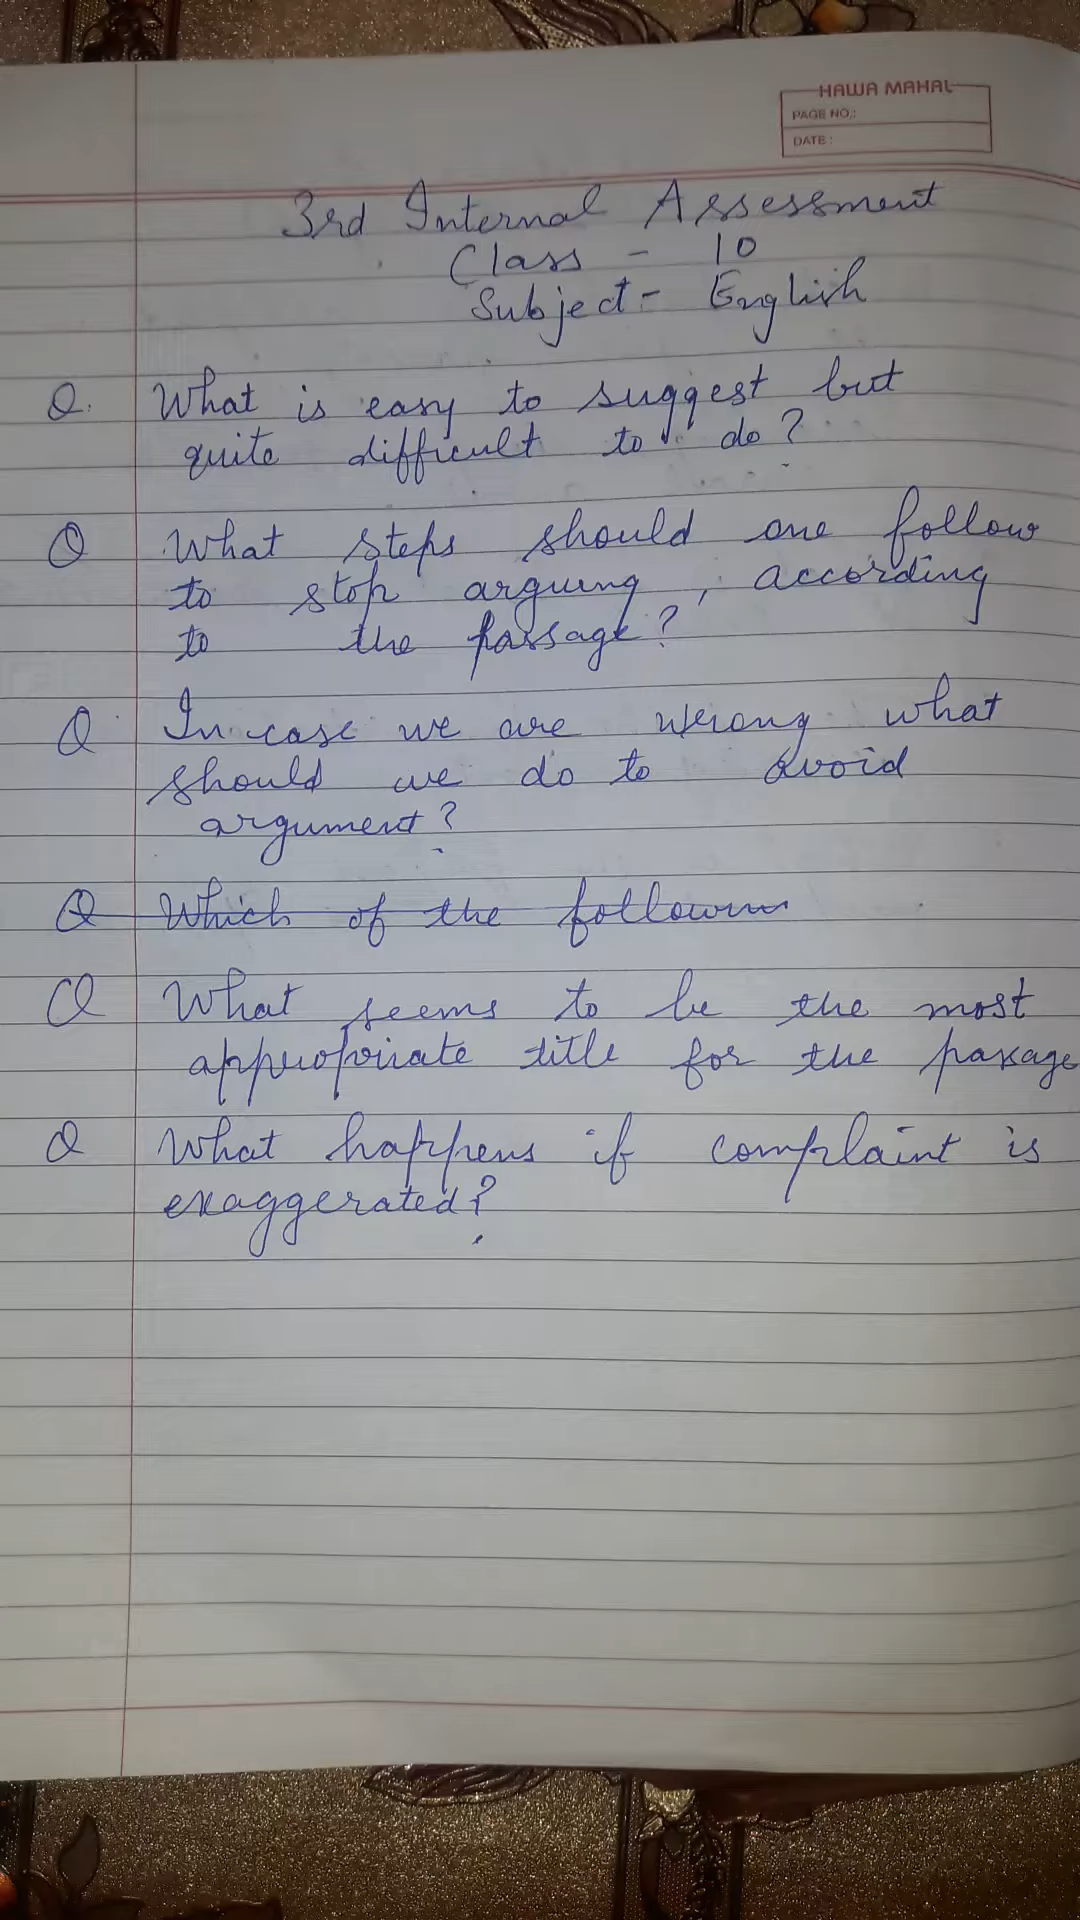 HAWA MAHAL
PAGE NO.:
DATE:
3rd Internal Assessment
Class - 10
Subject - English
Q. What is easy to suggest but
quite difficult to do?
Q What steps should one follow
to stop arguing, according
to the passage?
Q. In case we are wrong what
should we do to avoid
argument?
Q Which of the followin
Q What seems to be the most
appropriate title for the passage
Q What happens if complaint is
exaggerated?